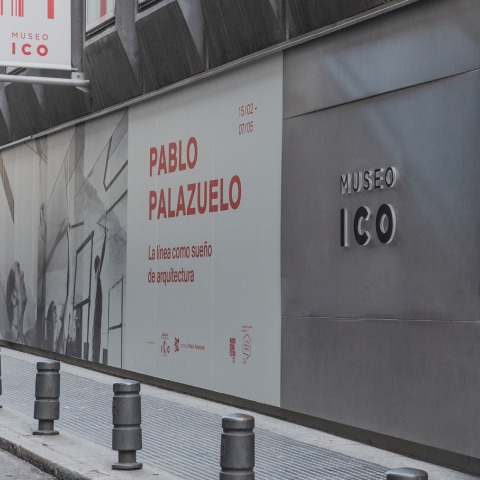 MUSEO
ICO
15/02–
07/05
PABLO
PALAZUELO
La línea como sueño
de arquitectura
MUSEO
ICO